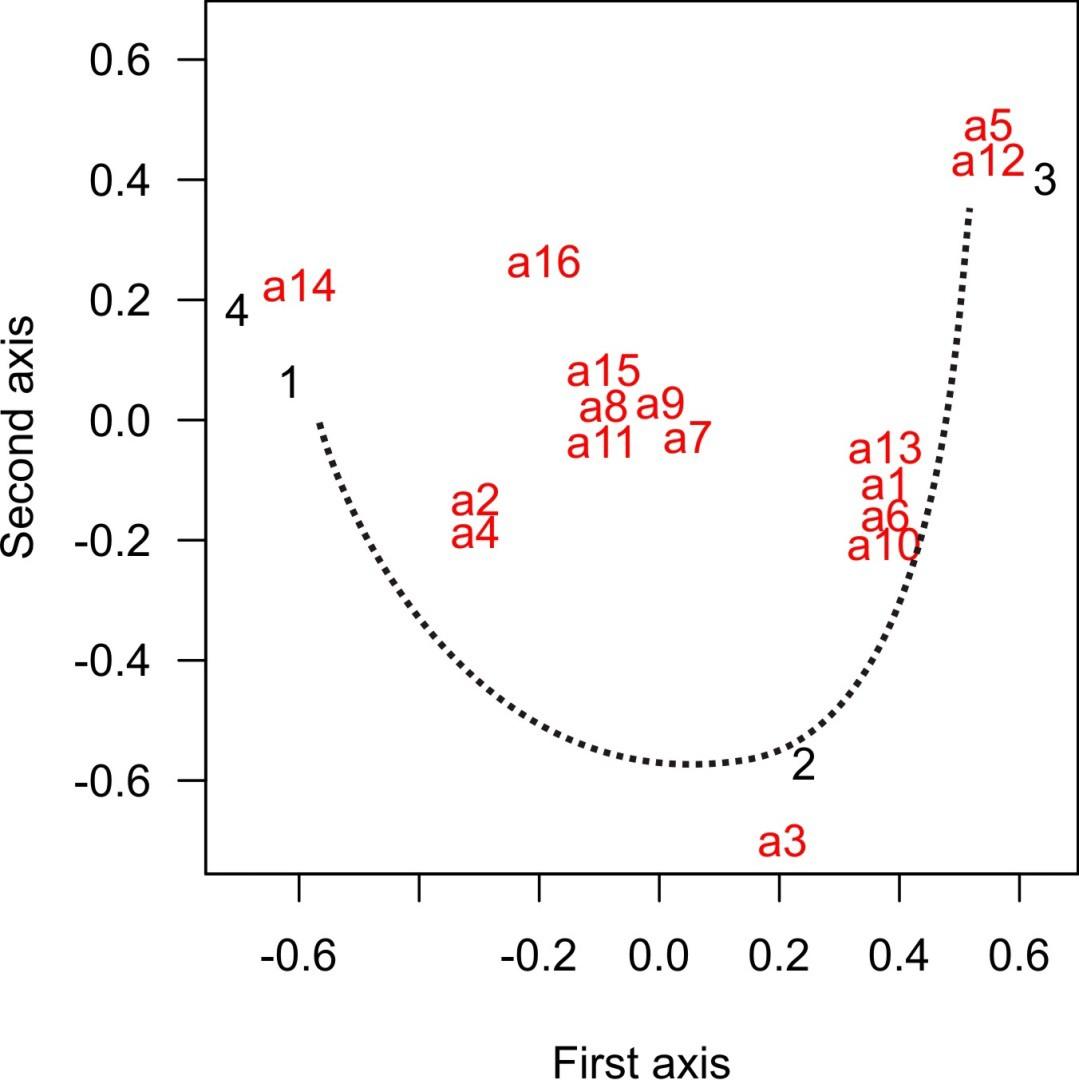 0.6
a5
a12
0.4
3
a16
a14
0.2
4
a15
1
a8 a9
0.0
a11 a7
a13
a1
a2
a6
a4
-0.2
a10
-0.4
2
-0.6
a3
Second axis
-0.6 -0.2 0.0 0.2 0.4 0.6
First axis